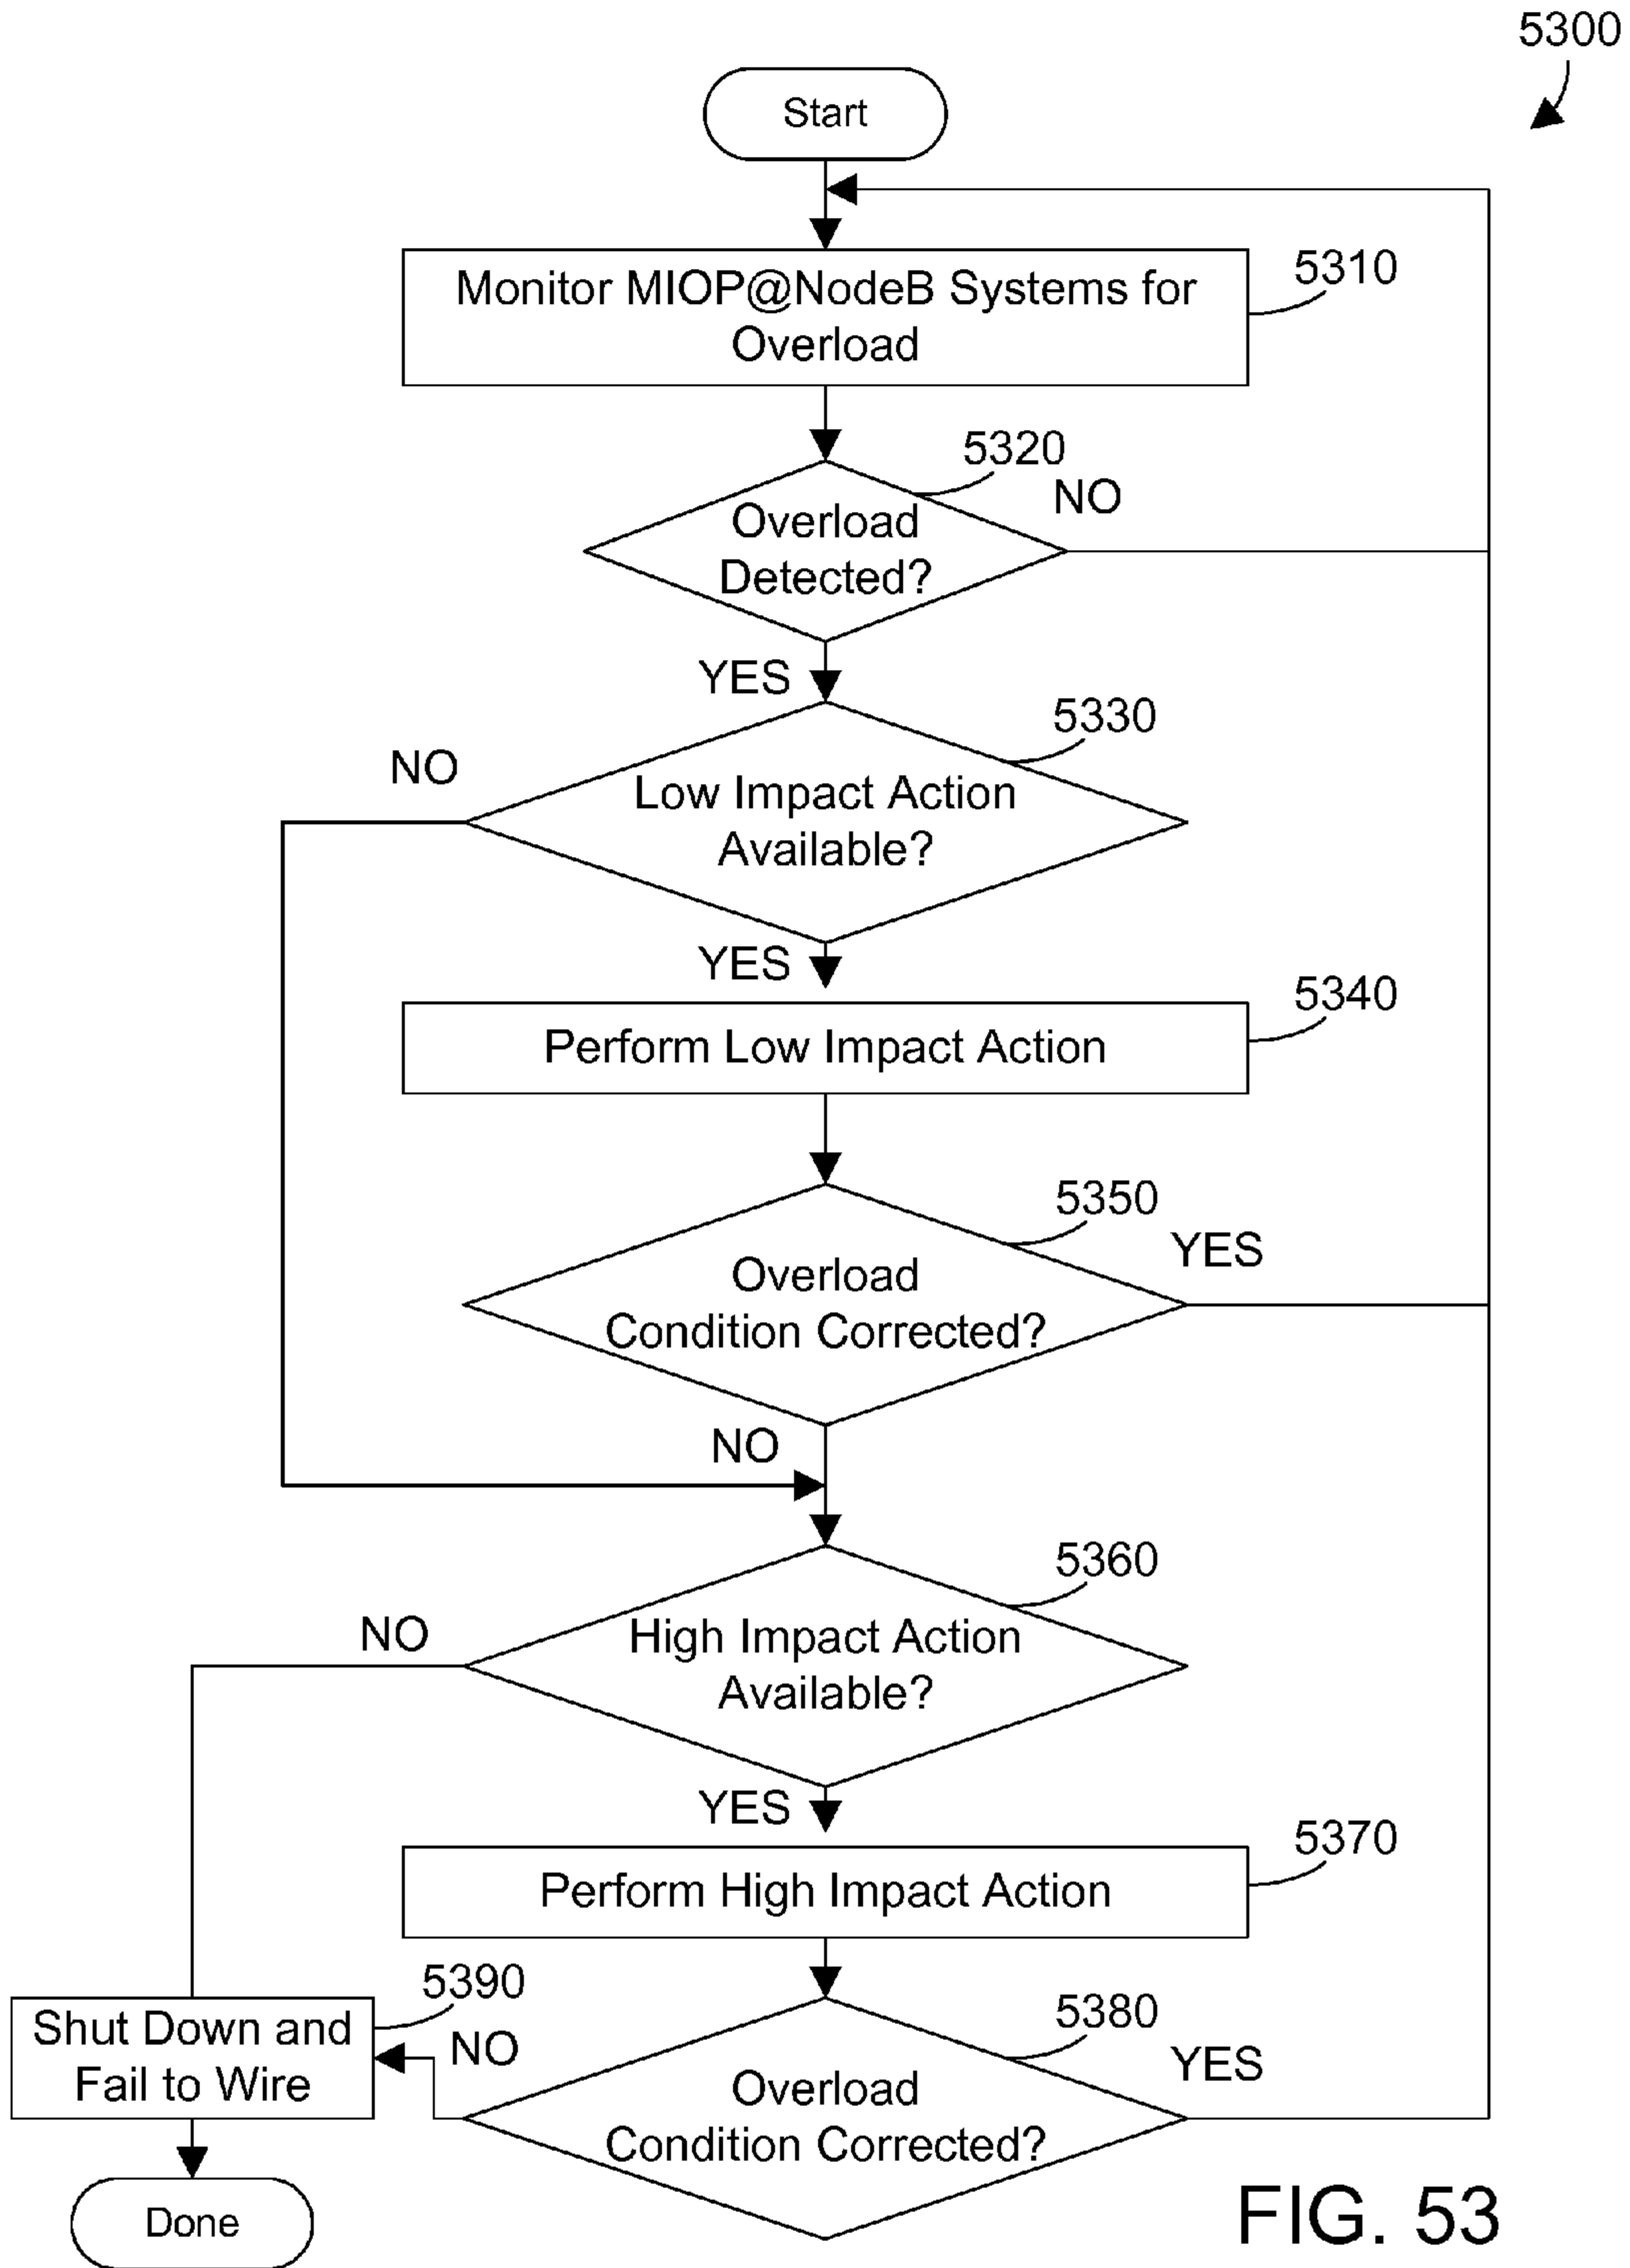 5300
Start
Monitor MIOP@NodeB Systems for
Overload
5310
5320
NO
Overload
Detected?
YES
5330
NO
Low Impact Action
Available?
YES
5340
Perform Low Impact Action
5350
YES
Overload
Condition Corrected?
NO
5360
NO
High Impact Action
Available?
YES
5370
Perform High Impact Action
5390
Shut Down and
Fail to Wire
NO
5380
YES
Overload
Condition Corrected?
Done
FIG. 53